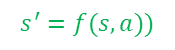 s′ = f(s, a))